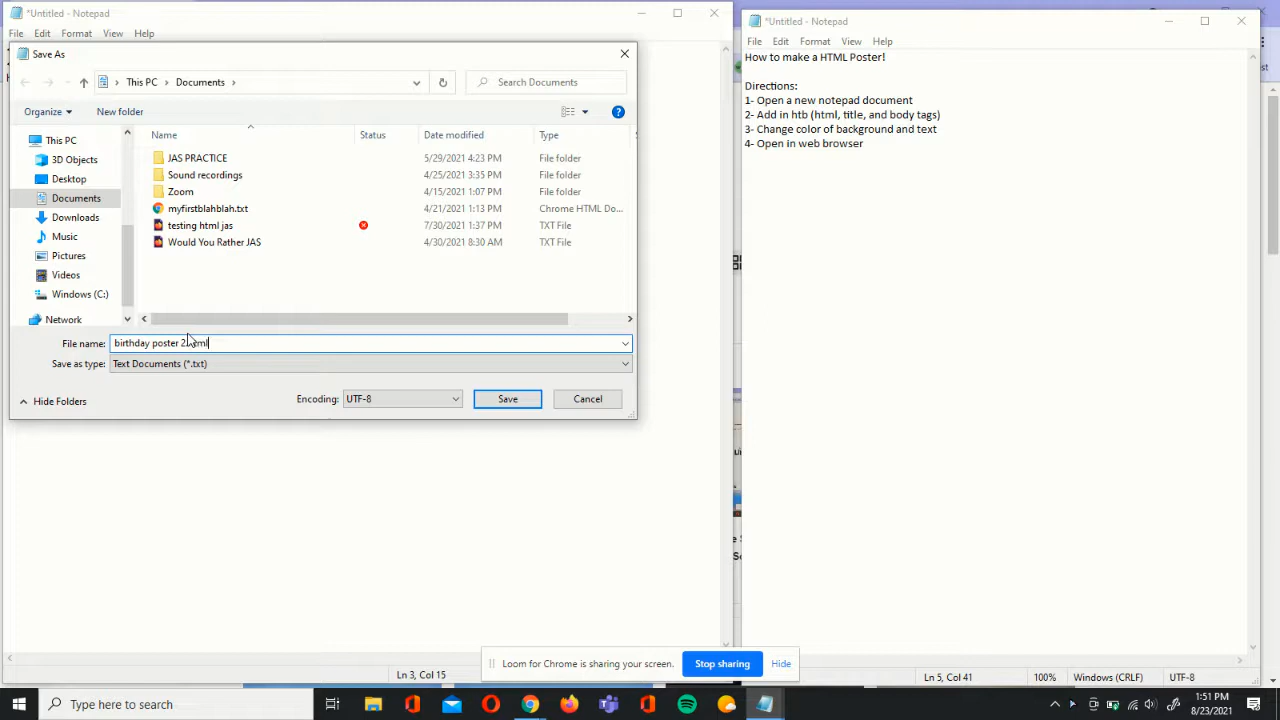 *Untitled - Notepad
File Edit Format View Help
Save As
This PC > Documents >
Search Documents
Organize
New folder
Name Status Date modified Type
This PC
3D Objects
Desktop
Documents
Downloads
Music
Pictures
Videos
Windows (C:)
Network
JAS PRACTICE 5/29/2021 4:23 PM File folder
Sound recordings 4/25/2021 3:35 PM File folder
Zoom 4/15/2021 1:07 PM File folder
myfirstblahblah.txt 4/21/2021 1:13 PM Chrome HTML Do...
testing html jas 7/30/2021 1:37 PM TXT File
Would You Rather JAS 4/30/2021 8:30 AM TXT File
File name: birthday poster
Save as type: Text Documents (*.txt)
Hide Folders
Encoding: UTF-8
Save
Cancel
Ln 3, Col 15
*Untitled - Notepad
File Edit Format View Help
How to make a HTML Poster!
Directions:
1- Open a new notepad document
2- Add in htb (html, title, and body tags)
3- Change color of background and text
4- Open in web browser
Ln 5, Col 41 100% Windows (CRLF) UTF-8
Loom for Chrome is sharing your screen.
Stop sharing
Hide
Type here to search
1:51 PM
8/23/2021